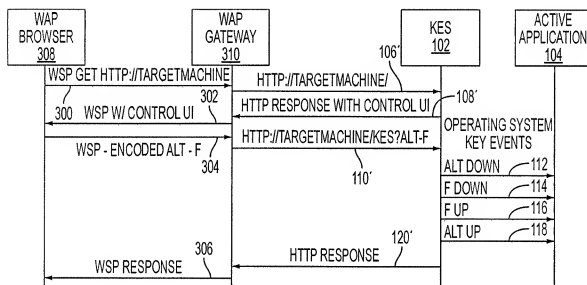 WAP
BROWSER
308
WAP
GATEWAY
310
KES
102
ACTIVE
APPLICATION
104
WSP GET HTTP://TARGETMACHINE
300
106'
HTTP://TARGETMACHINE/
302
WSP W/ CONTROL UI
HTTP RESPONSE WITH CONTROL UI
108'
WSP - ENCODED ALT - F
304
HTTP://TARGETMACHINE/KES?ALT-F
110'
OPERATING SYSTEM
KEY EVENTS
ALT DOWN
112
F DOWN
114
F UP
116
ALT UP
118
HTTP RESPONSE
120'
WSP RESPONSE
306